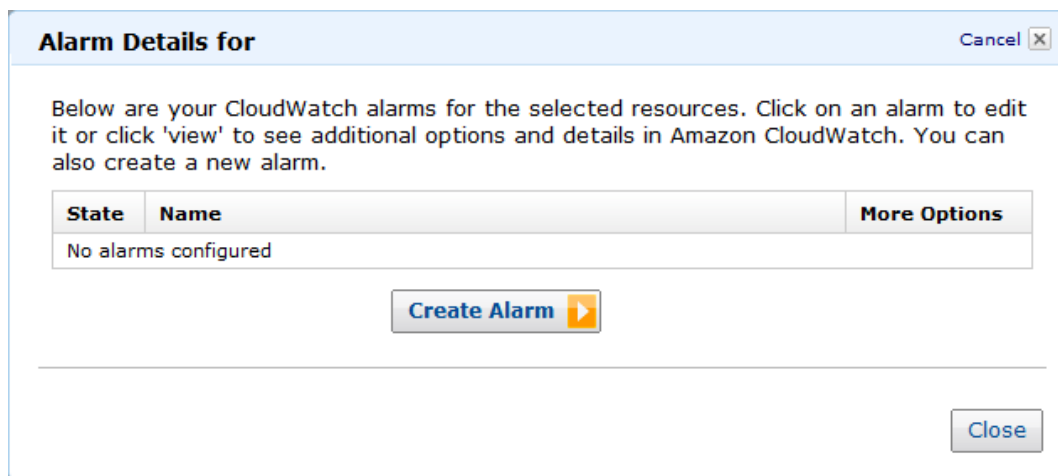 Alarm Details for
Cancel
Below are your CloudWatch alarms for the selected resources. Click on an alarm to edit
it or click 'view' to see additional options and details in Amazon CloudWatch. You can
also create a new alarm.
State Name More Options
No alarms configured
Create Alarm
Close